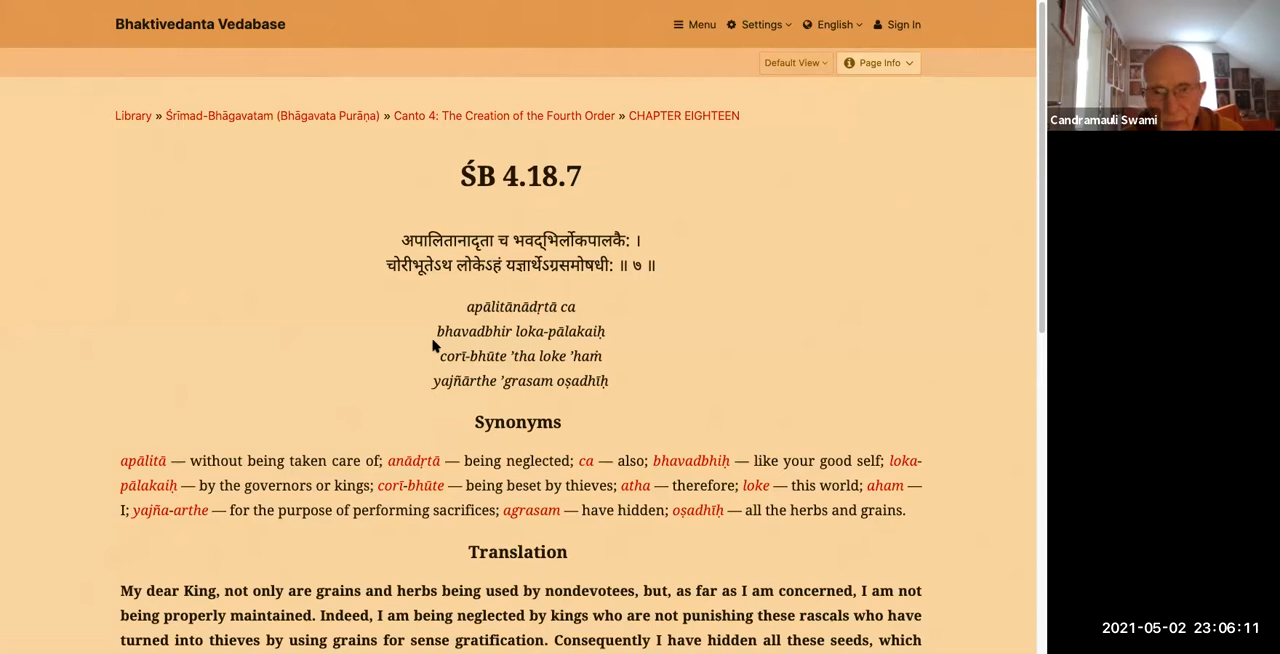 Bhaktivedanta Vedabase
Menu Settings English Sign In
Default View Page Info
Library » Śrīmad-Bhāgavatam (Bhāgavata Purāṇa) » Canto 4: The Creation of the Fourth Order » CHAPTER EIGHTEEN
ŚB 4.18.7
अपालितानादृता च भवद्‌भिर्लोकपालकै: ।
चोरीभूतेऽथ लोकेऽहं यज्ञार्थेऽग्रसमोषधी: ॥ ७ ॥
apālitānādṛtā ca
bhavadbhir loka-pālakaiḥ
corī-bhūte ’tha loke ’haṁ
yajñārthe ’grasam oṣadhīḥ
Synonyms
apālitā — without being taken care of; anādṛtā — being neglected; ca — also; bhavadbhiḥ — like your good self; loka-
pālakaiḥ — by the governors or kings; corī-bhūte — being beset by thieves; atha — therefore; loke — this world; aham —
I; yajña-arthe — for the purpose of performing sacrifices; agrasam — have hidden; oṣadhīḥ — all the herbs and grains.
Translation
My dear King, not only are grains and herbs being used by nondevotees, but, as far as I am concerned, I am not
being properly maintained. Indeed, I am being neglected by kings who are not punishing these rascals who have
turned into thieves by using grains for sense gratification. Consequently I have hidden all these seeds, which
Candramauli Swami
2021-05-02 23:06:11